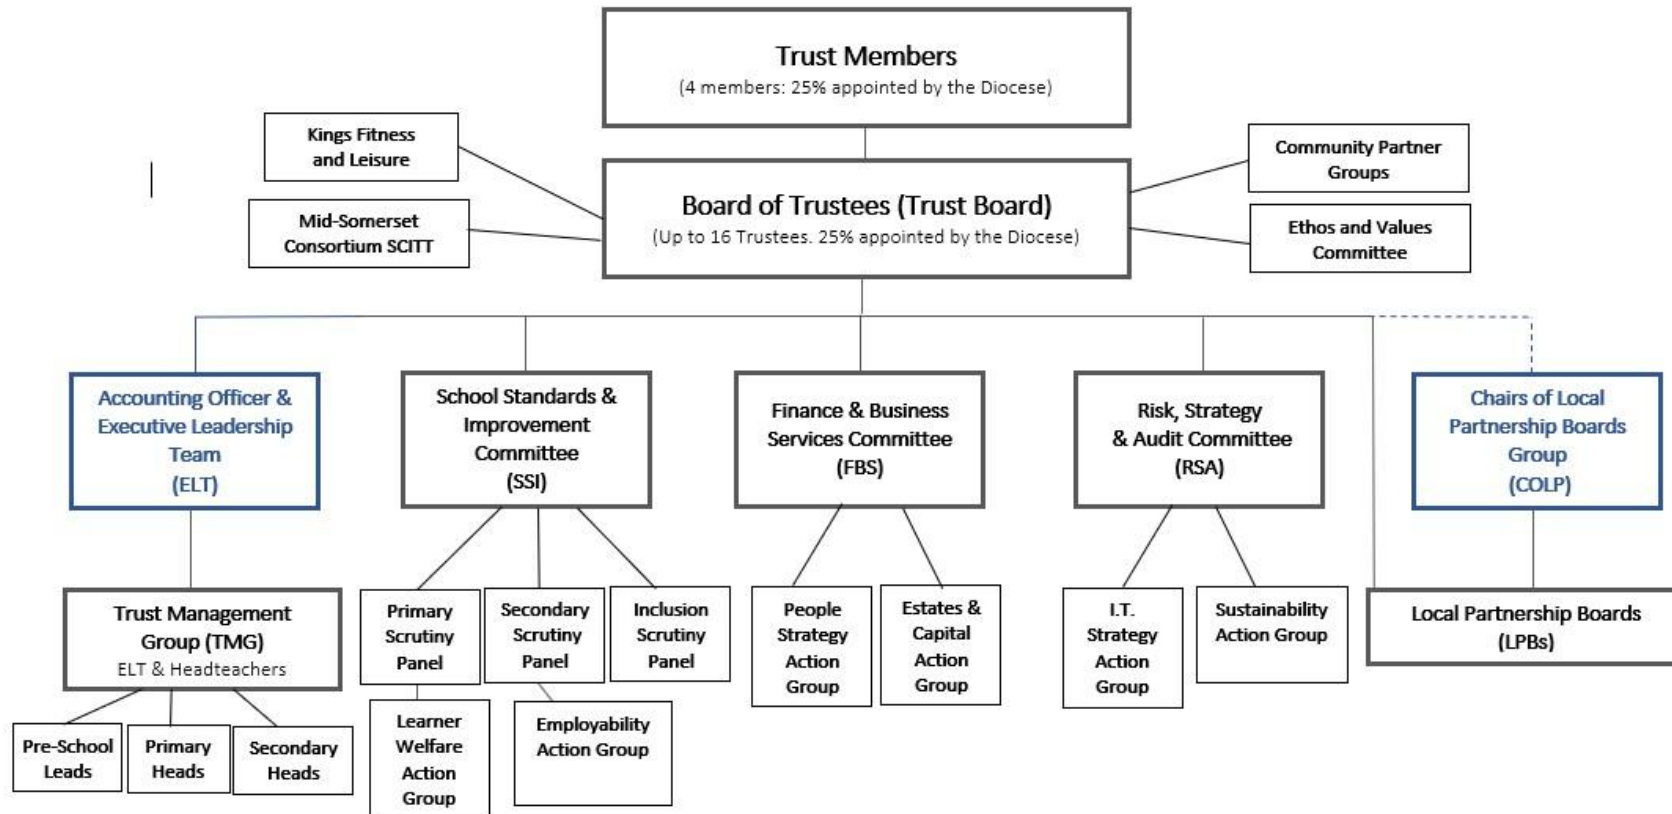 Trust Members
(4 members: 25% appointed by the Diocese)
Kings Fitness
and Leisure
Community Partner
Groups
Board of Trustees (Trust Board)
(Up to 16 Trustees. 25% appointed by the Diocese)
Mid-Somerset
Consortium SCITT
Ethos and Values
Committee
Accounting Officer &
Executive Leadership
Team
(ELT)
School Standards &
Improvement
Committee
(SSI)
Finance & Business
Services Committee
(FBS)
Risk, Strategy
& Audit Committee
(RSA)
Chairs of Local
Partnership Boards
Group
(COLP)
Trust Management
Group (TMG)
ELT & Headteachers
Primary
Scrutiny
Panel
Secondary
Scrutiny
Panel
Inclusion
Scrutiny
Panel
People
Strategy
Action
Group
Estates &
Capital
Action
Group
I.T.
Strategy
Action
Group
Sustainability
Action Group
Local Partnership Boards
(LPBs)
Pre-School
Leads
Primary
Heads
Secondary
Heads
Learner
Welfare
Action
Group
Employability
Action Group